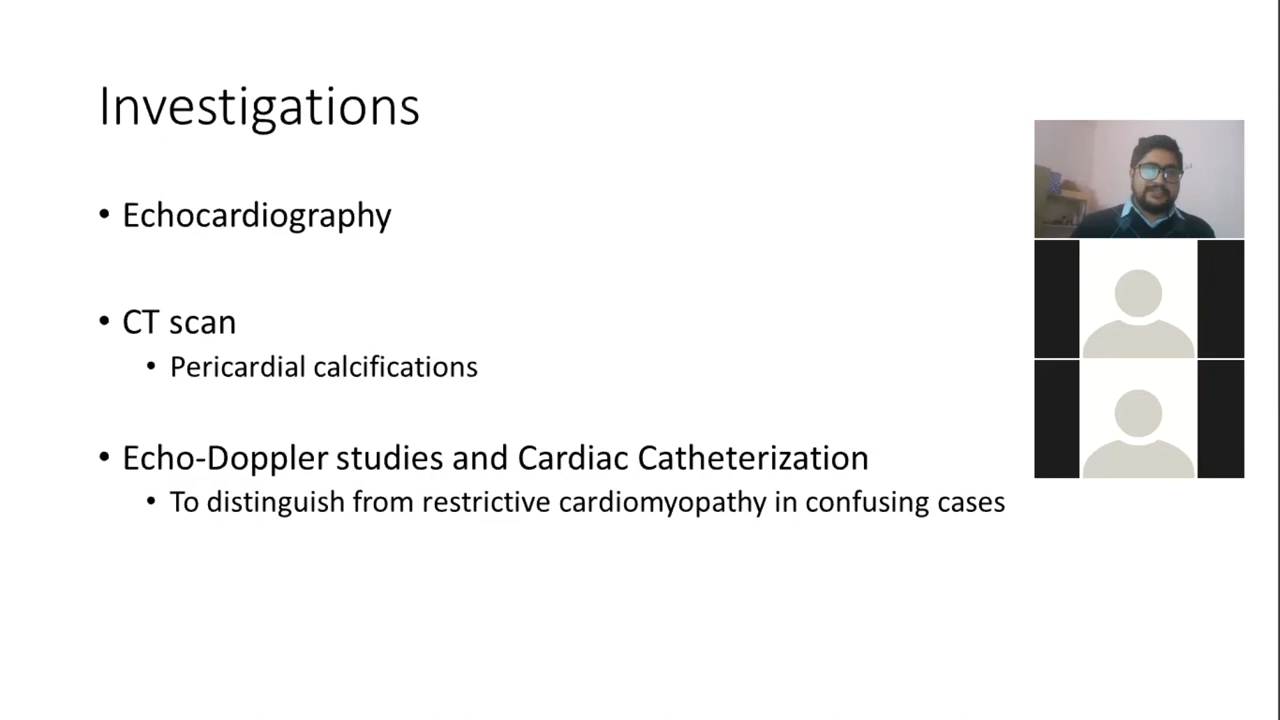 Investigations
• Echocardiography
• CT scan
• Pericardial calcifications
• Echo-Doppler studies and Cardiac Catheterization
• To distinguish from restrictive cardiomyopathy in confusing cases